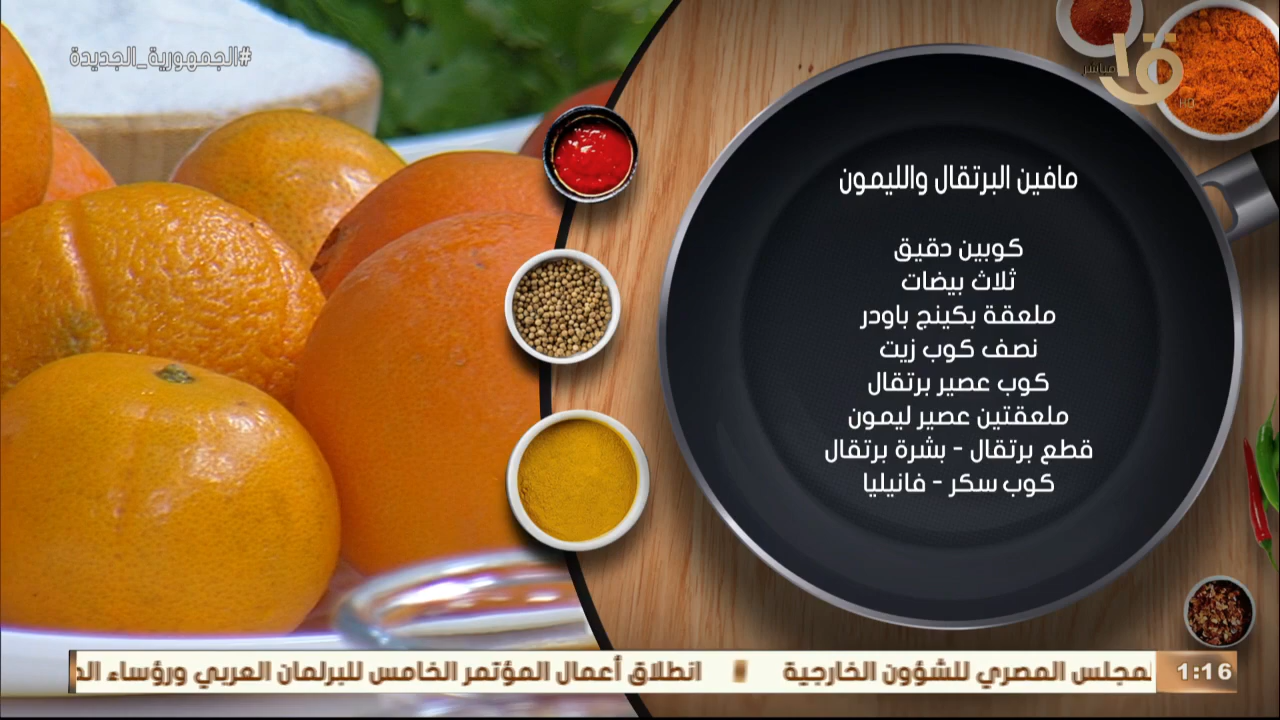 #الجمهورية_الجديدة
مباشر
HD
مافين البرتقال والليمون
كوبين دقيق
ثلاث بيضات
ملعقة بكينج باودر
نصف كوب زيت
كوب عصير برتقال
ملعقتين عصير ليمون
قطع برتقال - بشرة برتقال
كوب سكر - فانيليا
المصري للشؤون الخارجية انطلاق أعمال المؤتمر الخامس للبرلمان العربي ورؤساء
1:16